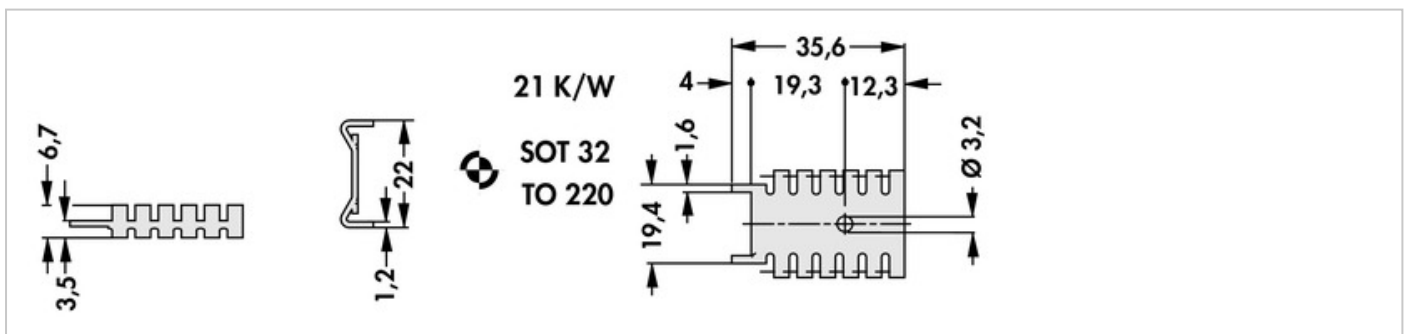 6,7
3,5
22
1,2
21 K/W
SOT 32
TO 220
35,6
4
19,3
12,3
1,6
19,4
Ø 3,2